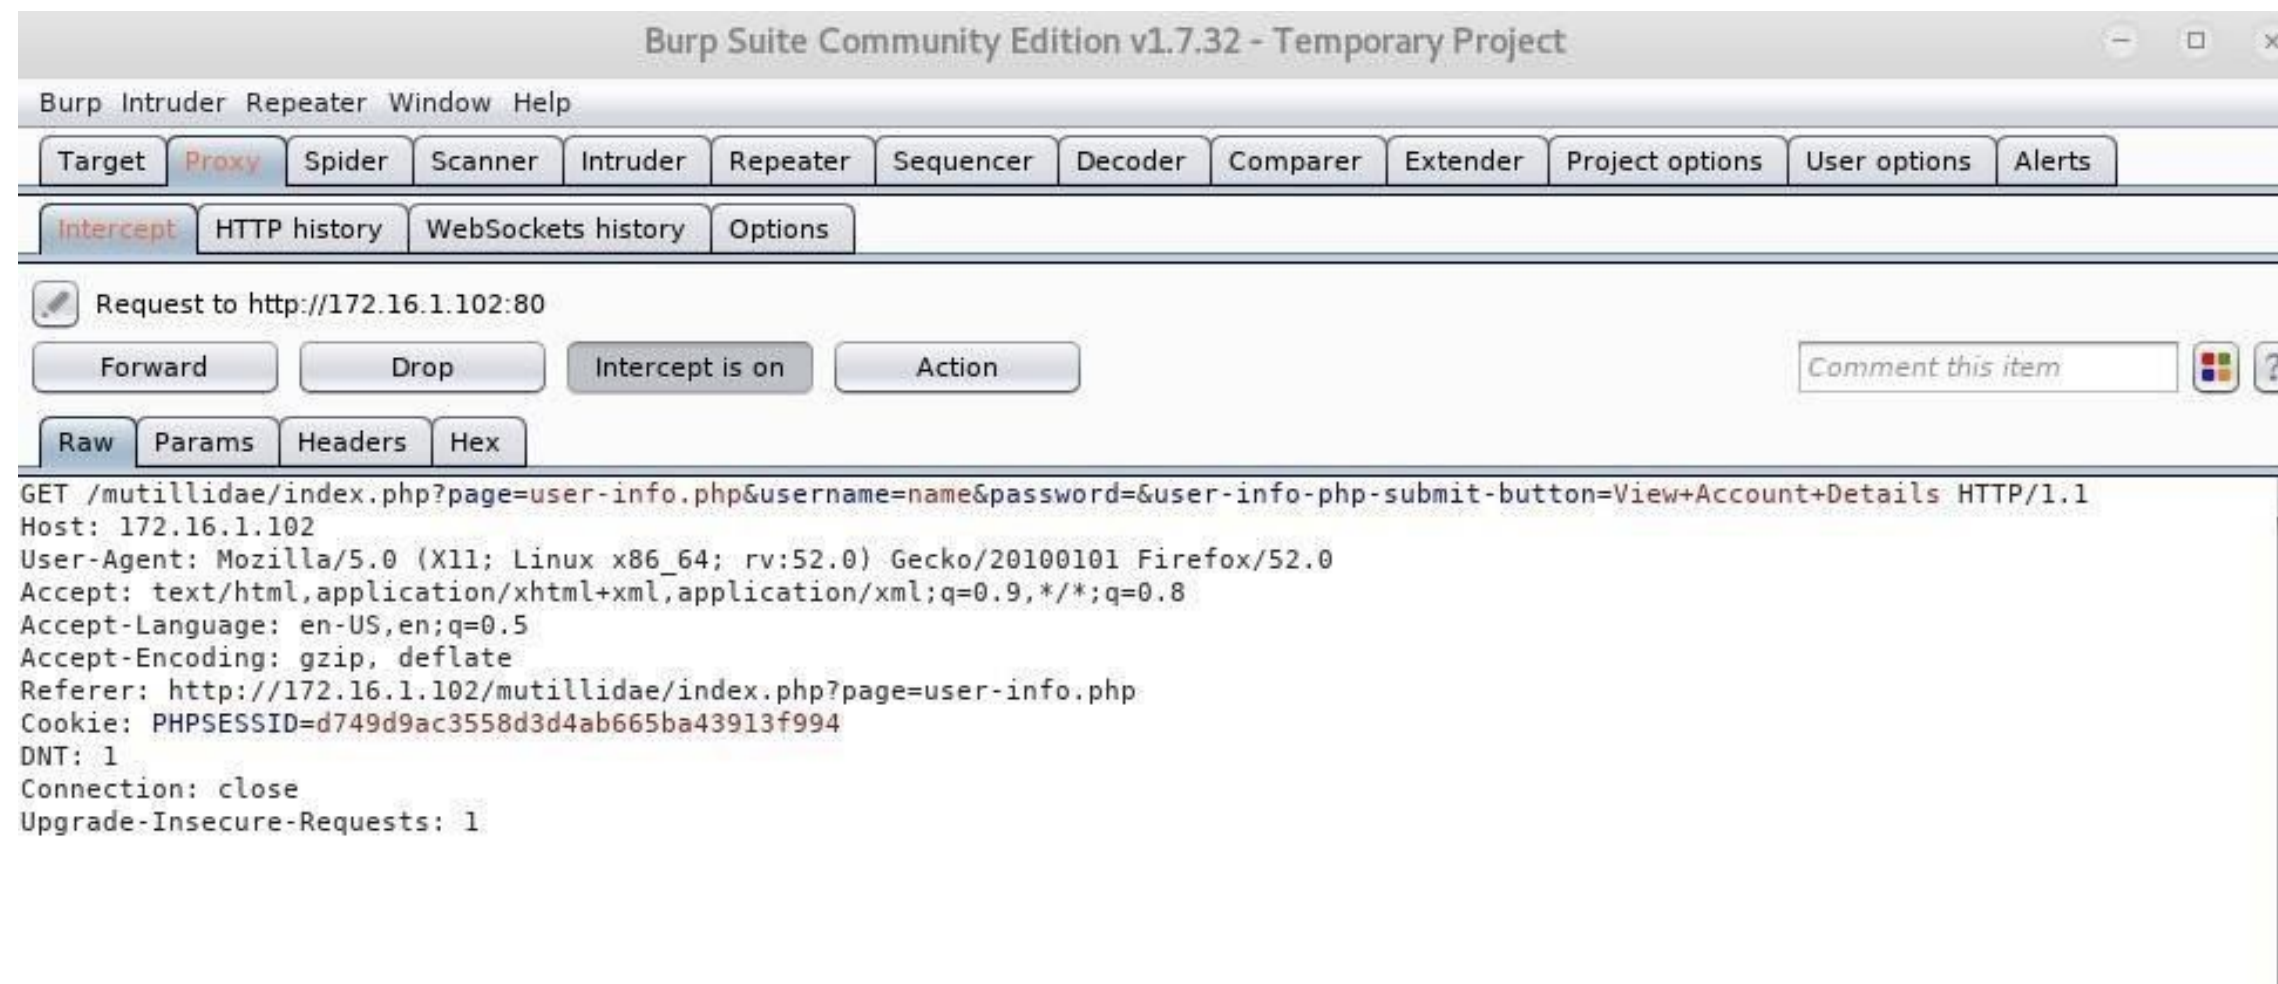 Burp Suite Community Edition v1.7.32 - Temporary Project
Burp Intruder Repeater Window Help
Target Proxy Spider Scanner Intruder Repeater Sequencer Decoder Comparer Extender Project options User options Alerts
Intercept HTTP history WebSockets history Options
Request to http://172.16.1.102:80
Forward Drop Intercept is on Action Comment this item ?
Raw Params Headers Hex
GET /mutillidae/index.php?page=user-info.php&username=name&password=&user-info-php-submit-button=View+Account+Details HTTP/1.1
Host: 172.16.1.102
User-Agent: Mozilla/5.0 (X11; Linux x86_64; rv:52.0) Gecko/20100101 Firefox/52.0
Accept: text/html,application/xhtml+xml,application/xml;q=0.9,*/*;q=0.8
Accept-Language: en-US,en;q=0.5
Accept-Encoding: gzip, deflate
Referer: http://172.16.1.102/mutillidae/index.php?page=user-info.php
Cookie: PHPSESSID=d749d9ac3558d3d4ab665ba43913f994
DNT: 1
Connection: close
Upgrade-Insecure-Requests: 1